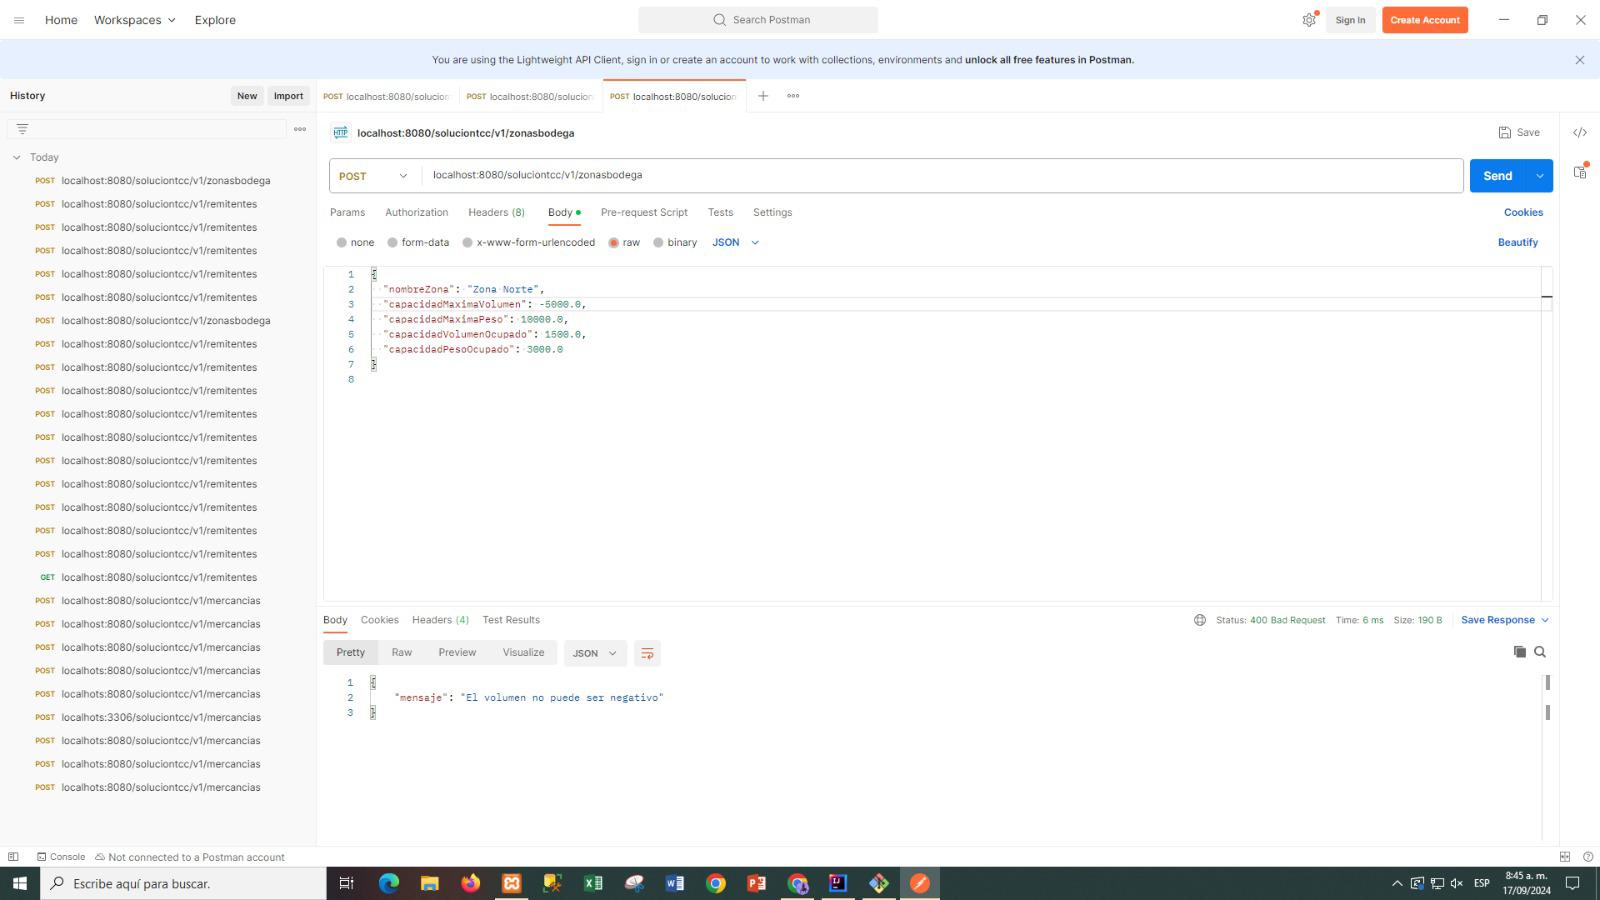 Home Workspaces Explore Search Postman Sign In Create Account
You are using the Lightweight API Client, sign in or create an account to work with collections, environments and unlock all free features in Postman.
History New Import POST localhost:8080/solucion POST localhost:8080/solucion POST localhost:8080/solucion
HTTP localhost:8080/soluciontcc/v1/zonasbodega Save
Today
POST localhost:8080/soluciontcc/v1/zonasbodega
POST localhost:8080/soluciontcc/v1/remitentes
POST localhost:8080/soluciontcc/v1/remitentes
POST localhost:8080/soluciontcc/v1/remitentes
POST localhost:8080/soluciontcc/v1/remitentes
POST localhost:8080/soluciontcc/v1/remitentes
POST localhost:8080/soluciontcc/v1/zonasbodega
POST localhost:8080/soluciontcc/v1/remitentes
POST localhost:8080/soluciontcc/v1/remitentes
POST localhost:8080/soluciontcc/v1/remitentes
POST localhost:8080/soluciontcc/v1/remitentes
POST localhost:8080/soluciontcc/v1/remitentes
POST localhost:8080/soluciontcc/v1/remitentes
POST localhost:8080/soluciontcc/v1/remitentes
POST localhost:8080/soluciontcc/v1/remitentes
POST localhost:8080/soluciontcc/v1/remitentes
POST localhost:8080/soluciontcc/v1/remitentes
GET localhost:8080/soluciontcc/v1/remitentes
POST localhost:8080/soluciontcc/v1/mercancias
POST localhost:8080/soluciontcc/v1/mercancias
POST localhots:8080/soluciontcc/v1/mercancias
POST localhots:8080/soluciontcc/v1/mercancias
POST localhots:8080/soluciontcc/v1/mercancias
POST localhots:3306/soluciontcc/v1/mercancias
POST localhots:8080/soluciontcc/v1/mercancias
POST localhots:8080/soluciontcc/v1/mercancias
POST localhots:8080/soluciontcc/v1/mercancias
POST localhost:8080/soluciontcc/v1/zonasbodega Send
Params Authorization Headers (8) Body Pre-request Script Tests Settings Cookies
none form-data x-www-form-urlencoded raw binary JSON Beautify
1 {
2 "nombreZona": "Zona Norte",
3 "capacidadMaximaVolumen": -5000.0,
4 "capacidadMaximaPeso": 10000.0,
5 "capacidadVolumenOcupado": 1500.0,
6 "capacidadPesoOcupado": 3000.0
7 }
8
Body Cookies Headers (4) Test Results Status: 400 Bad Request Time: 6 ms Size: 190 B Save Response
Pretty Raw Preview Visualize JSON
1 {
2 "mensaje": "El volumen no puede ser negativo"
3 }
Console Not connected to a Postman account
Escribe aquí para buscar. ESP 8:45 a. m.
17/09/2024